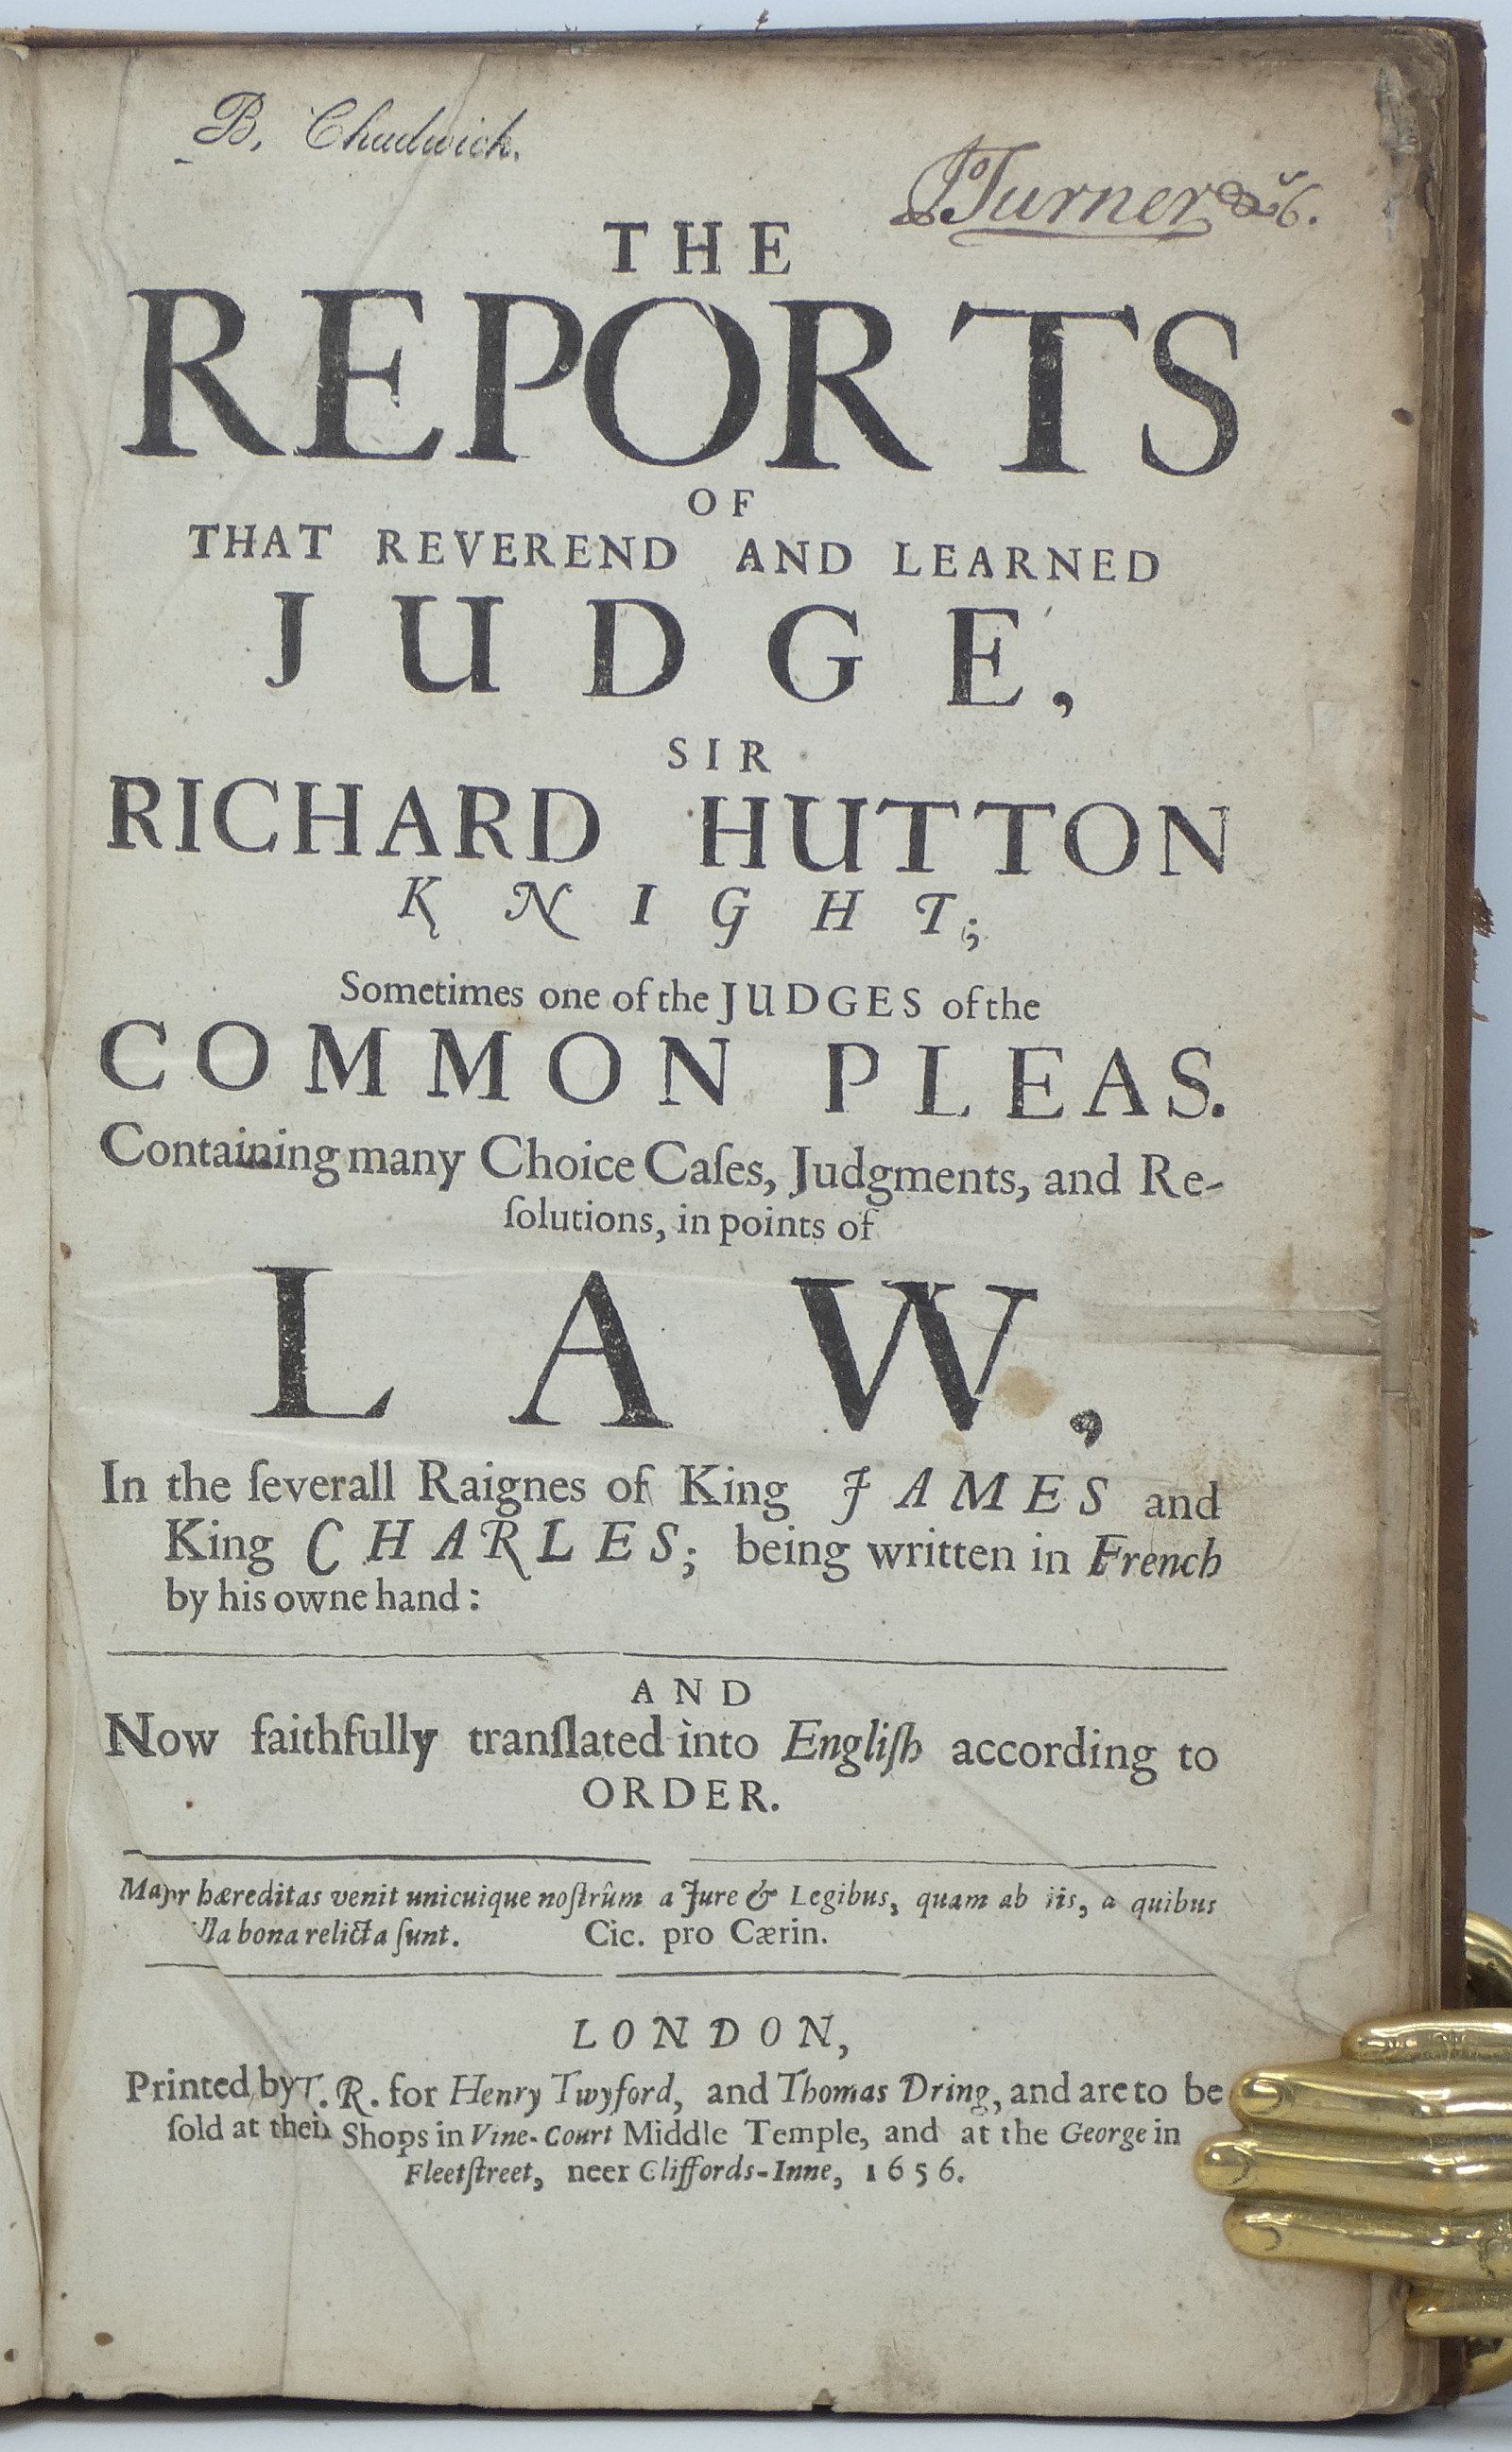 B. Chadwick.
JTurner
THE
REPORTS
OF
THAT REVEREND AND LEARNED
JUDGE,
SIR
RICHARD HUTTON
KNIGHT;
Sometimes one of the JUDGES of the
COMMON PLEAS.
Containing many Choice Caſes, Judgments, and Re-
ſolutions, in points of
LAW,
In the ſeverall Raignes of King JAMES and
King CHARLES; being written in French
by his owne hand:
AND
Now faithfully tranſlated into Engliſh according to
ORDER.
Major hæreditas venit unicuique noſtrûm a Jure & Legibus, quam ab iis, a quibus
illa bona relicta ſunt. Cic. pro Cærin.
LONDON,
Printed by T. R. for Henry Twyford, and Thomas Dring, and are to be
ſold at their Shops in Vine-Court Middle Temple, and at the George in
Fleetſtreet, neer Cliffords-Inne, 1656.